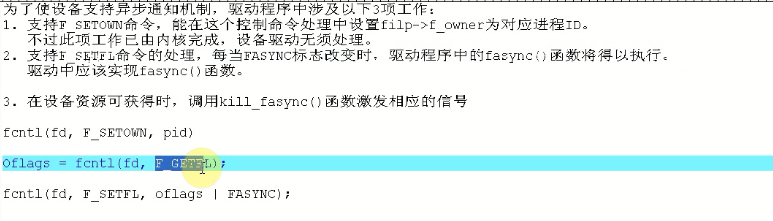 为了使设备支持异步通知机制，驱动程序中涉及以下3项工作：
1. 支持F_SETOWN命令，能在这个控制命令处理中设置filp->f_owner为对应进程ID。
不过此项工作已由内核完成，设备驱动无须处理。
2. 支持F_SETFL命令的处理，每当FASYNC标志改变时，驱动程序中的fasync()函数将得以执行。
驱动中应该实现fasync()函数。
3. 在设备资源可获得时，调用kill_fasync()函数激发相应的信号
fcntl(fd, F_SETOWN, pid)
Oflags = fcntl(fd, F_GETFL);
fcntl(fd, F_SETFL, oflags | FASYNC);